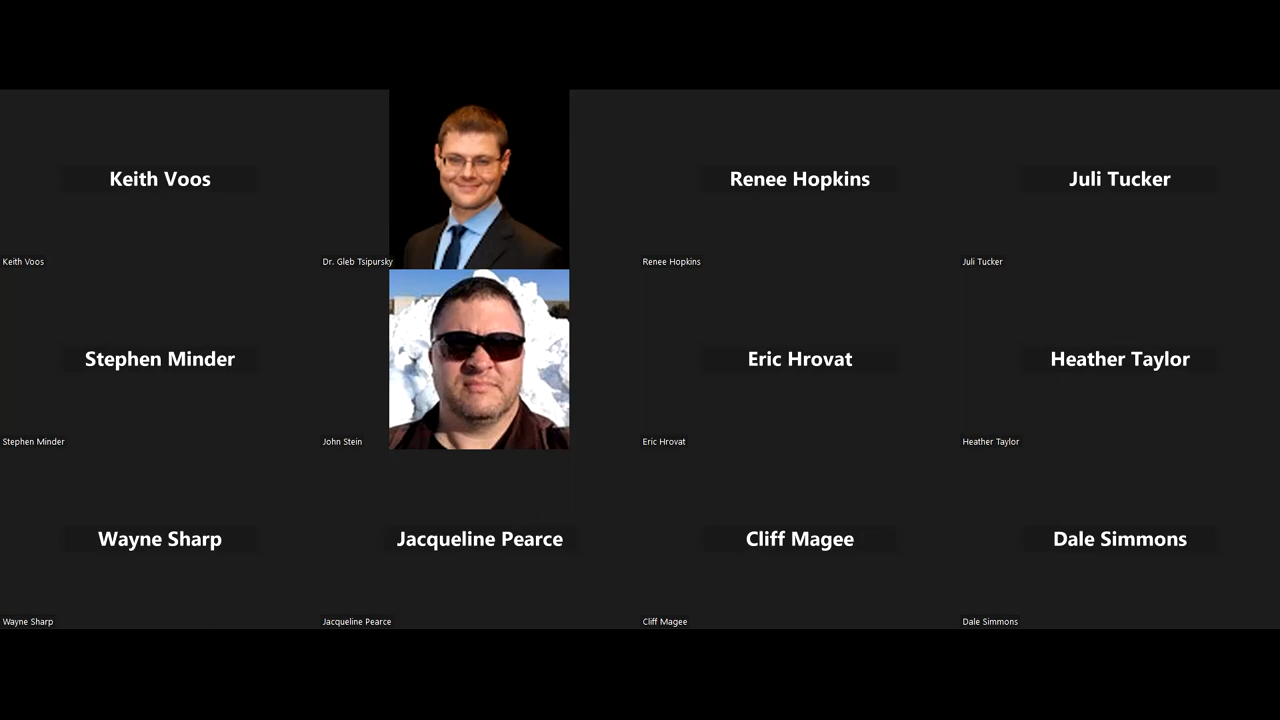 Keith Voos
Renee Hopkins
Juli Tucker
Keith Voos
Dr. Gleb Tsipursky
Renee Hopkins
Juli Tucker
Stephen Minder
Eric Hrovat
Heather Taylor
Stephen Minder
John Stein
Eric Hrovat
Heather Taylor
Wayne Sharp
Jacqueline Pearce
Cliff Magee
Dale Simmons
Wayne Sharp
Jacqueline Pearce
Cliff Magee
Dale Simmons